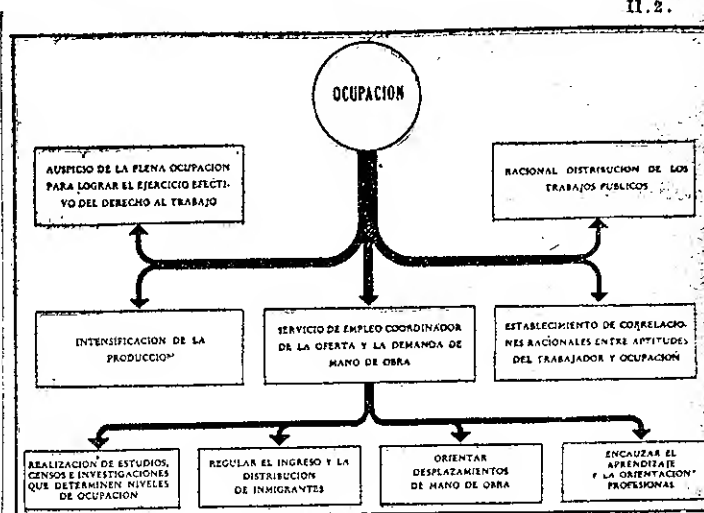 II.2.
OCUPACION
AUSPICIO DE LA PLENA OCUPACION
PARA LOGRAR EL EJERCICIO EFECTI-
VO DEL DERECHO AL TRABAJO
RACIONAL DISTRIBUCION DE LOS
TRABAJOS PUBLICOS
INTENSIFICACION DE LA
PRODUCCION
SERVICIO DE EMPLEO COORDINADOR
DE LA OFERTA Y LA DEMANDA DE
MANO DE OBRA
ESTABLECIMIENTO DE CORRELACIO-
NES RACIONALES ENTRE APTITUDES
DEL TRABAJADOR Y OCUPACIÓN
REALIZACION DE ESTUDIOS,
CENSOS E INVESTIGACIONES
QUE DETERMINEN NIVELES
DE OCUPACION
REGULAR EL INGRESO Y LA
DISTRIBUCION
DE INMIGRANTES
ORIENTAR
DESPLAZAMIENTOS
DE MANO DE OBRA
ENCAUZAR EL
APRENDIZAJE
Y LA ORIENTACION
PROFESIONAL